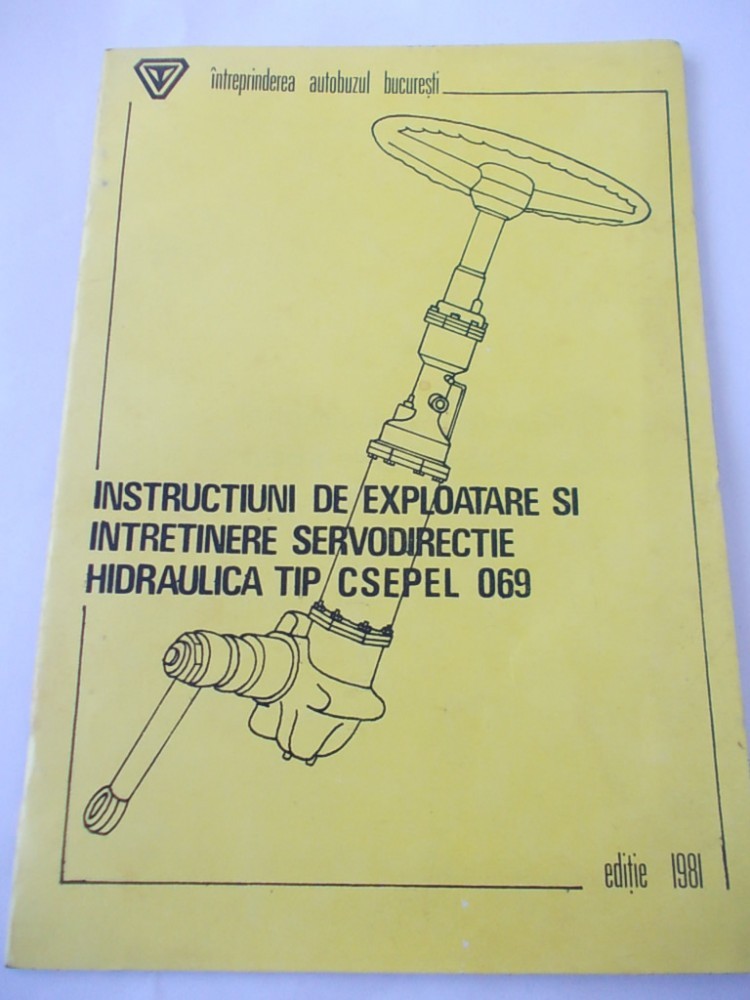 întreprinderea autobuzul bucurești
INSTRUCTIUNI DE EXPLOATARE SI
INTRETINERE SERVODIRECTIE
HIDRAULICA TIP CSEPEL 069
ediție 1981